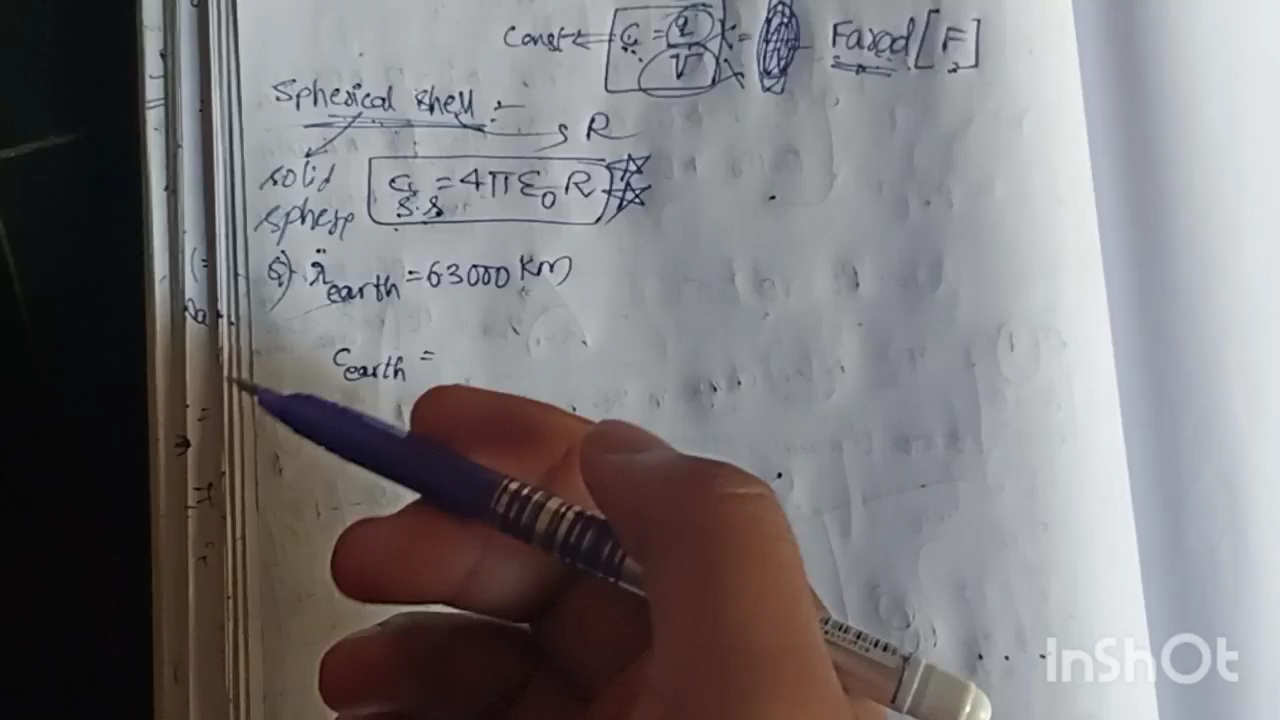 Const ← C = q/V Farad [F]
Spherical shell :-
R
solid sphere
C = 4πε₀R
S.S
Q) r earth = 63000 Km
C earth =
InShOt